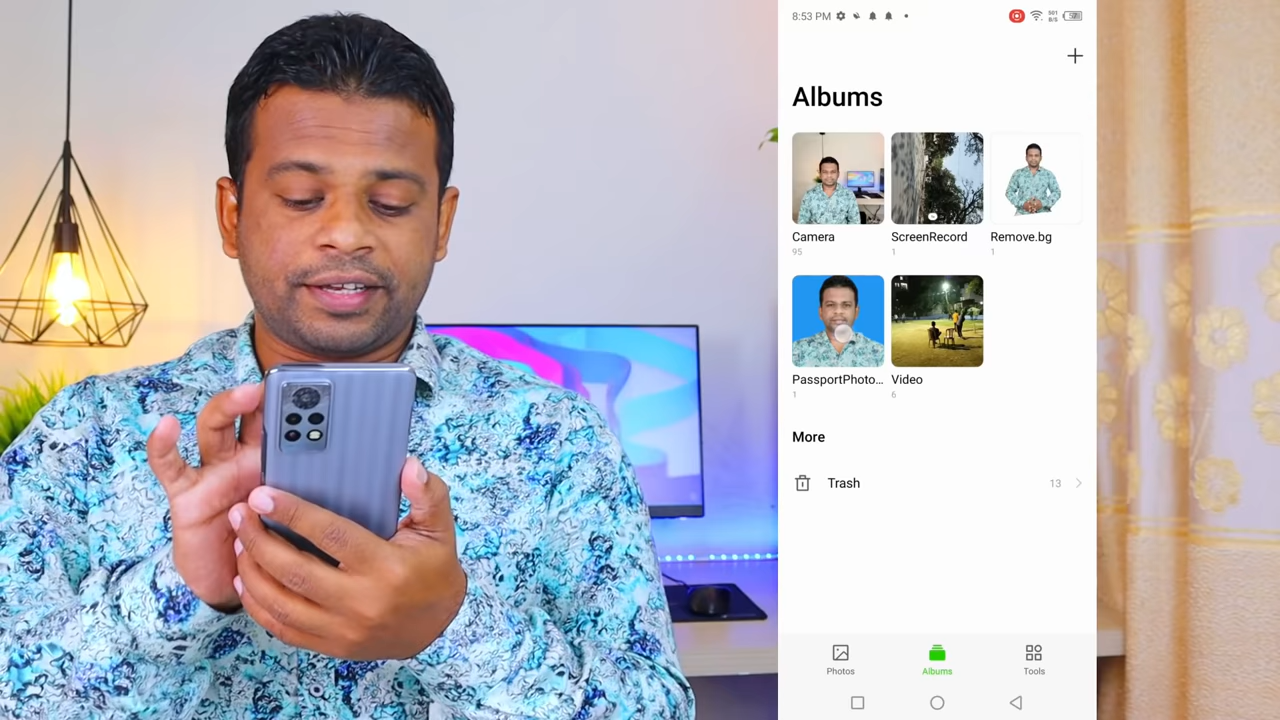 8:53 PM
Albums
Camera
ScreenRecord
Remove.bg
95
1
1
PassportPhoto...
Video
1
6
More
Trash
13
Photos
Albums
Tools